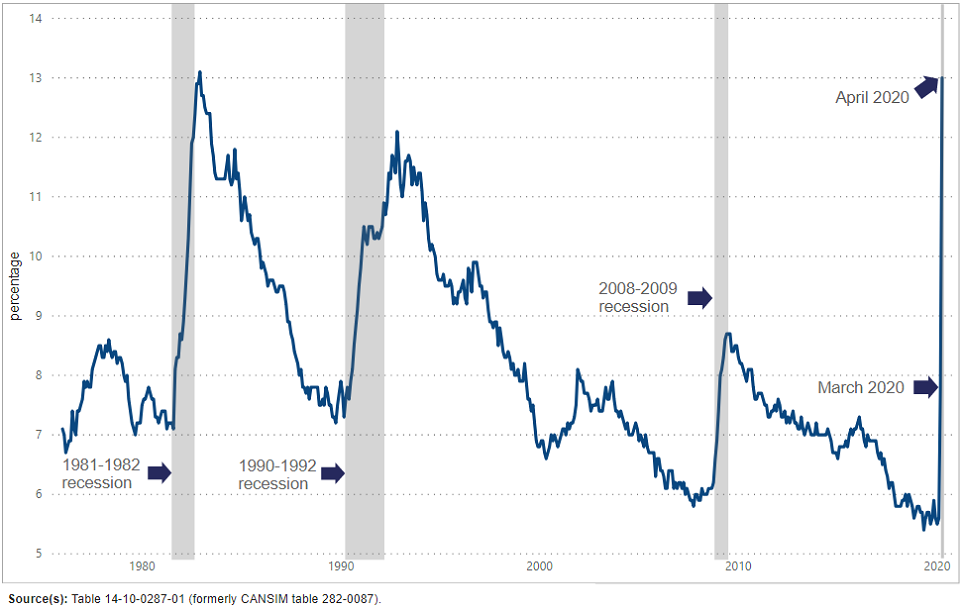 14
13
April 2020
12
11
10
percentage
9
2008-2009
recession
8
March 2020
7
1981-1982
recession
1990-1992
recession
6
5
1980
1990
2000
2010
2020
Source(s): Table 14-10-0287-01 (formerly CANSIM table 282-0087).